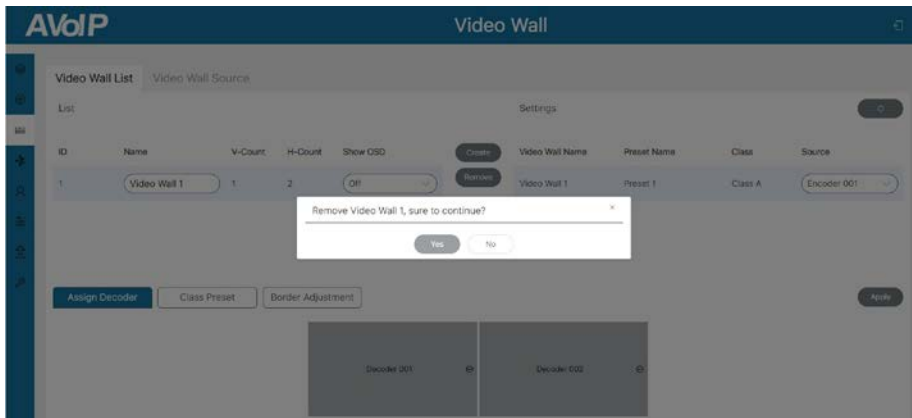 AVoIP
Video Wall
Video Wall List Video Wall Source
List Settings
ID Name V-Count H-Count Show OSD Create Video Wall Name Preset Name Class Source
1 Video Wall 1 1 2 Off Remove Video Wall 1 Preset 1 Class A Encoder 001
Remove Video Wall 1, sure to continue?
Yes No
Assign Decoder Class Preset Border Adjustment Apply
Decoder 001 Decoder 002